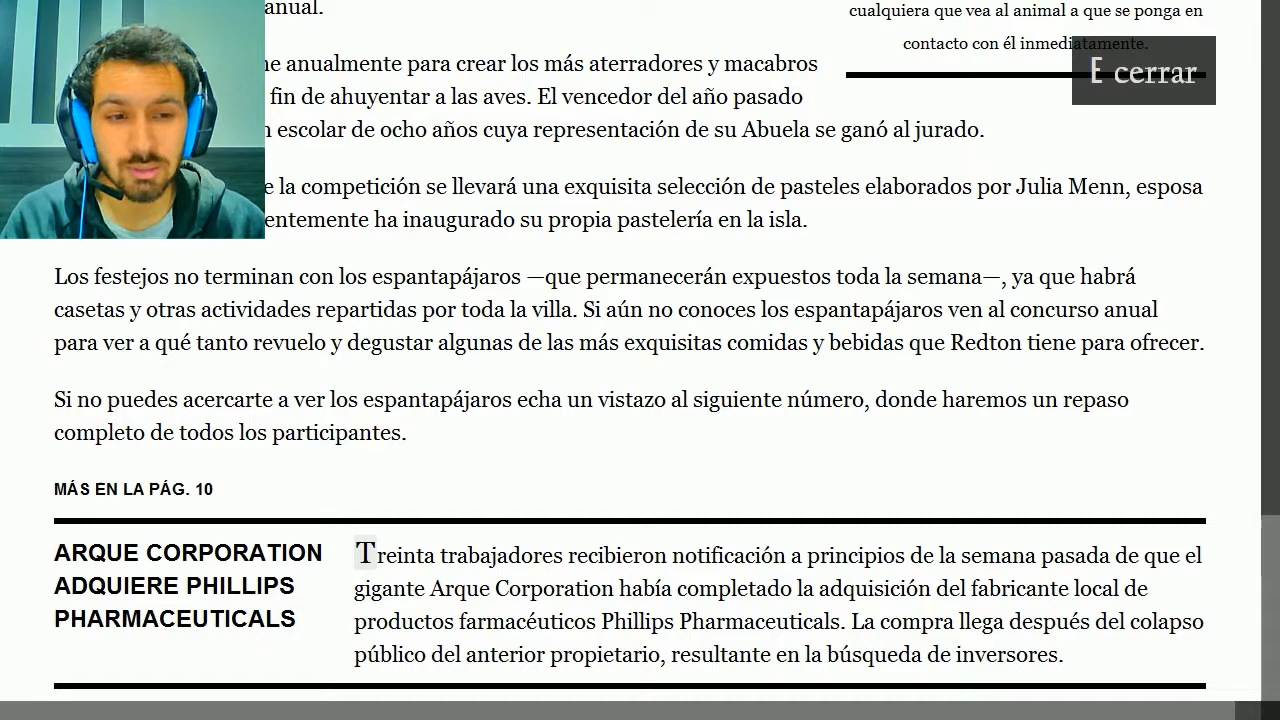 anual.
cualquiera que vea al animal a que se ponga en
contacto con él inmediatamente.
E cerrar
anualmente para crear los más aterradores y macabros
fin de ahuyentar a las aves. El vencedor del año pasado
escolar de ocho años cuya representación de su Abuela se ganó al jurado.
la competición se llevará una exquisita selección de pasteles elaborados por Julia Menn, esposa
ha inaugurado su propia pastelería en la isla.
Los festejos no terminan con los espantapájaros —que permanecerán expuestos toda la semana—, ya que habrá
casetas y otras actividades repartidas por toda la villa. Si aún no conoces los espantapájaros ven al concurso anual
para ver a qué tanto revuelo y degustar algunas de las más exquisitas comidas y bebidas que Redton tiene para ofrecer.
Si no puedes acercarte a ver los espantapájaros echa un vistazo al siguiente número, donde haremos un repaso
completo de todos los participantes.
MÁS EN LA PÁG. 10
ARQUE CORPORATION
ADQUIERE PHILLIPS
PHARMACEUTICALS
Treinta trabajadores recibieron notificación a principios de la semana pasada de que el
gigante Arque Corporation había completado la adquisición del fabricante local de
productos farmacéuticos Phillips Pharmaceuticals. La compra llega después del colapso
público del anterior propietario, resultante en la búsqueda de inversores.